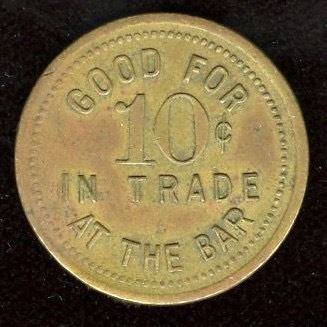 GOOD FOR
10¢
IN TRADE
AT THE BAR